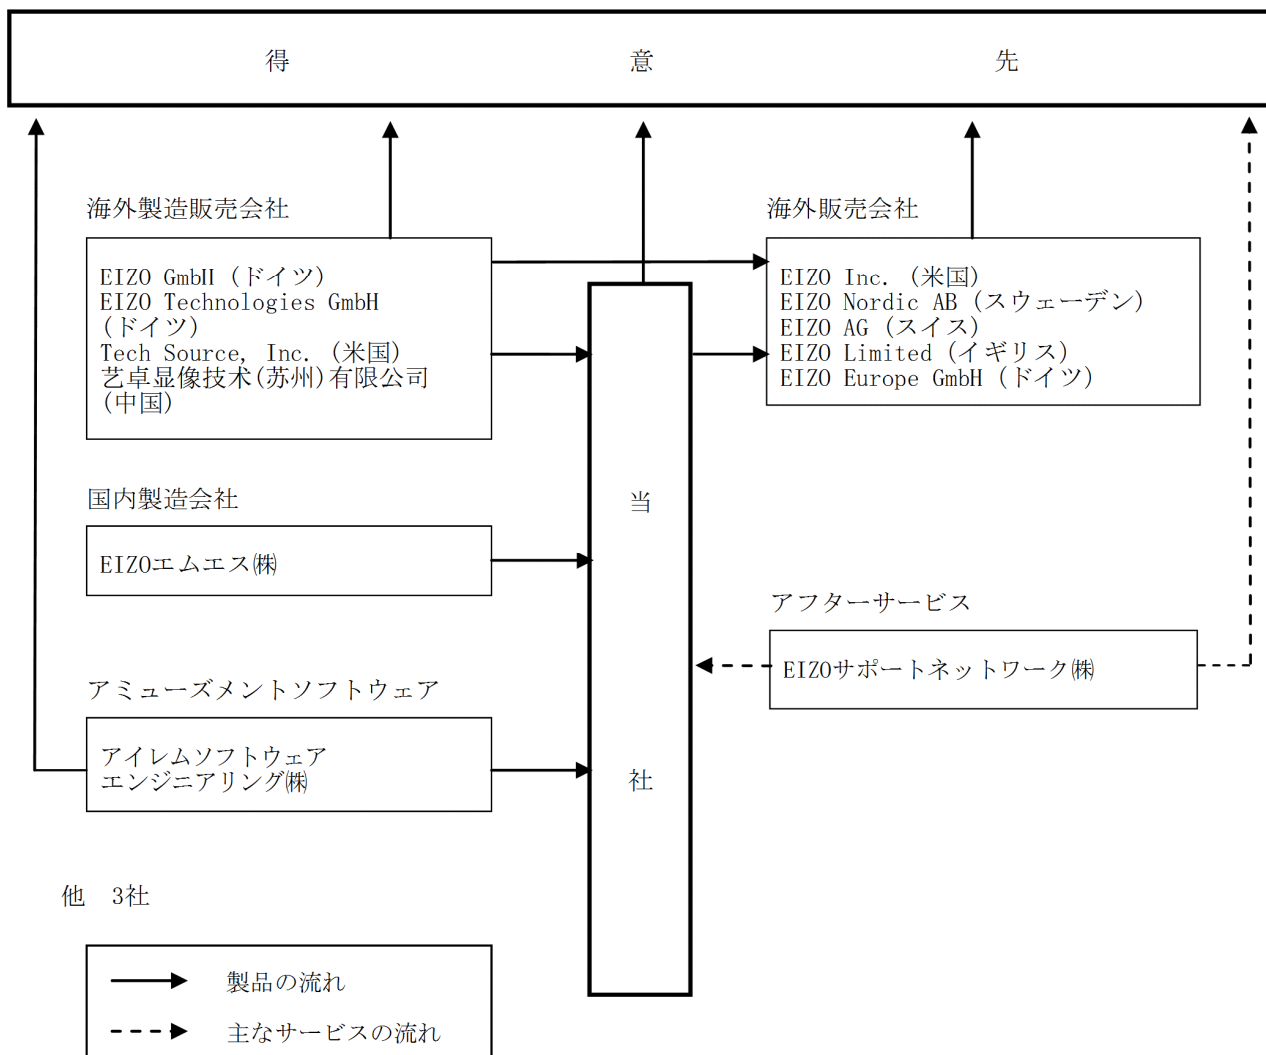 得 意 先
海外製造販売会社
EIZO GmbH (ドイツ)
EIZO Technologies GmbH
(ドイツ)
Tech Source, Inc. (米国)
艺卓显像技术(苏州)有限公司
(中国)
海外販売会社
EIZO Inc. (米国)
EIZO Nordic AB (スウェーデン)
EIZO AG (スイス)
EIZO Limited (イギリス)
EIZO Europe GmbH (ドイツ)
当
社
国内製造会社
EIZOエムエス㈱
アフターサービス
EIZOサポートネットワーク㈱
アミューズメントソフトウェア
アイレムソフトウェア
エンジニアリング㈱
他 3社
製品の流れ
主なサービスの流れ